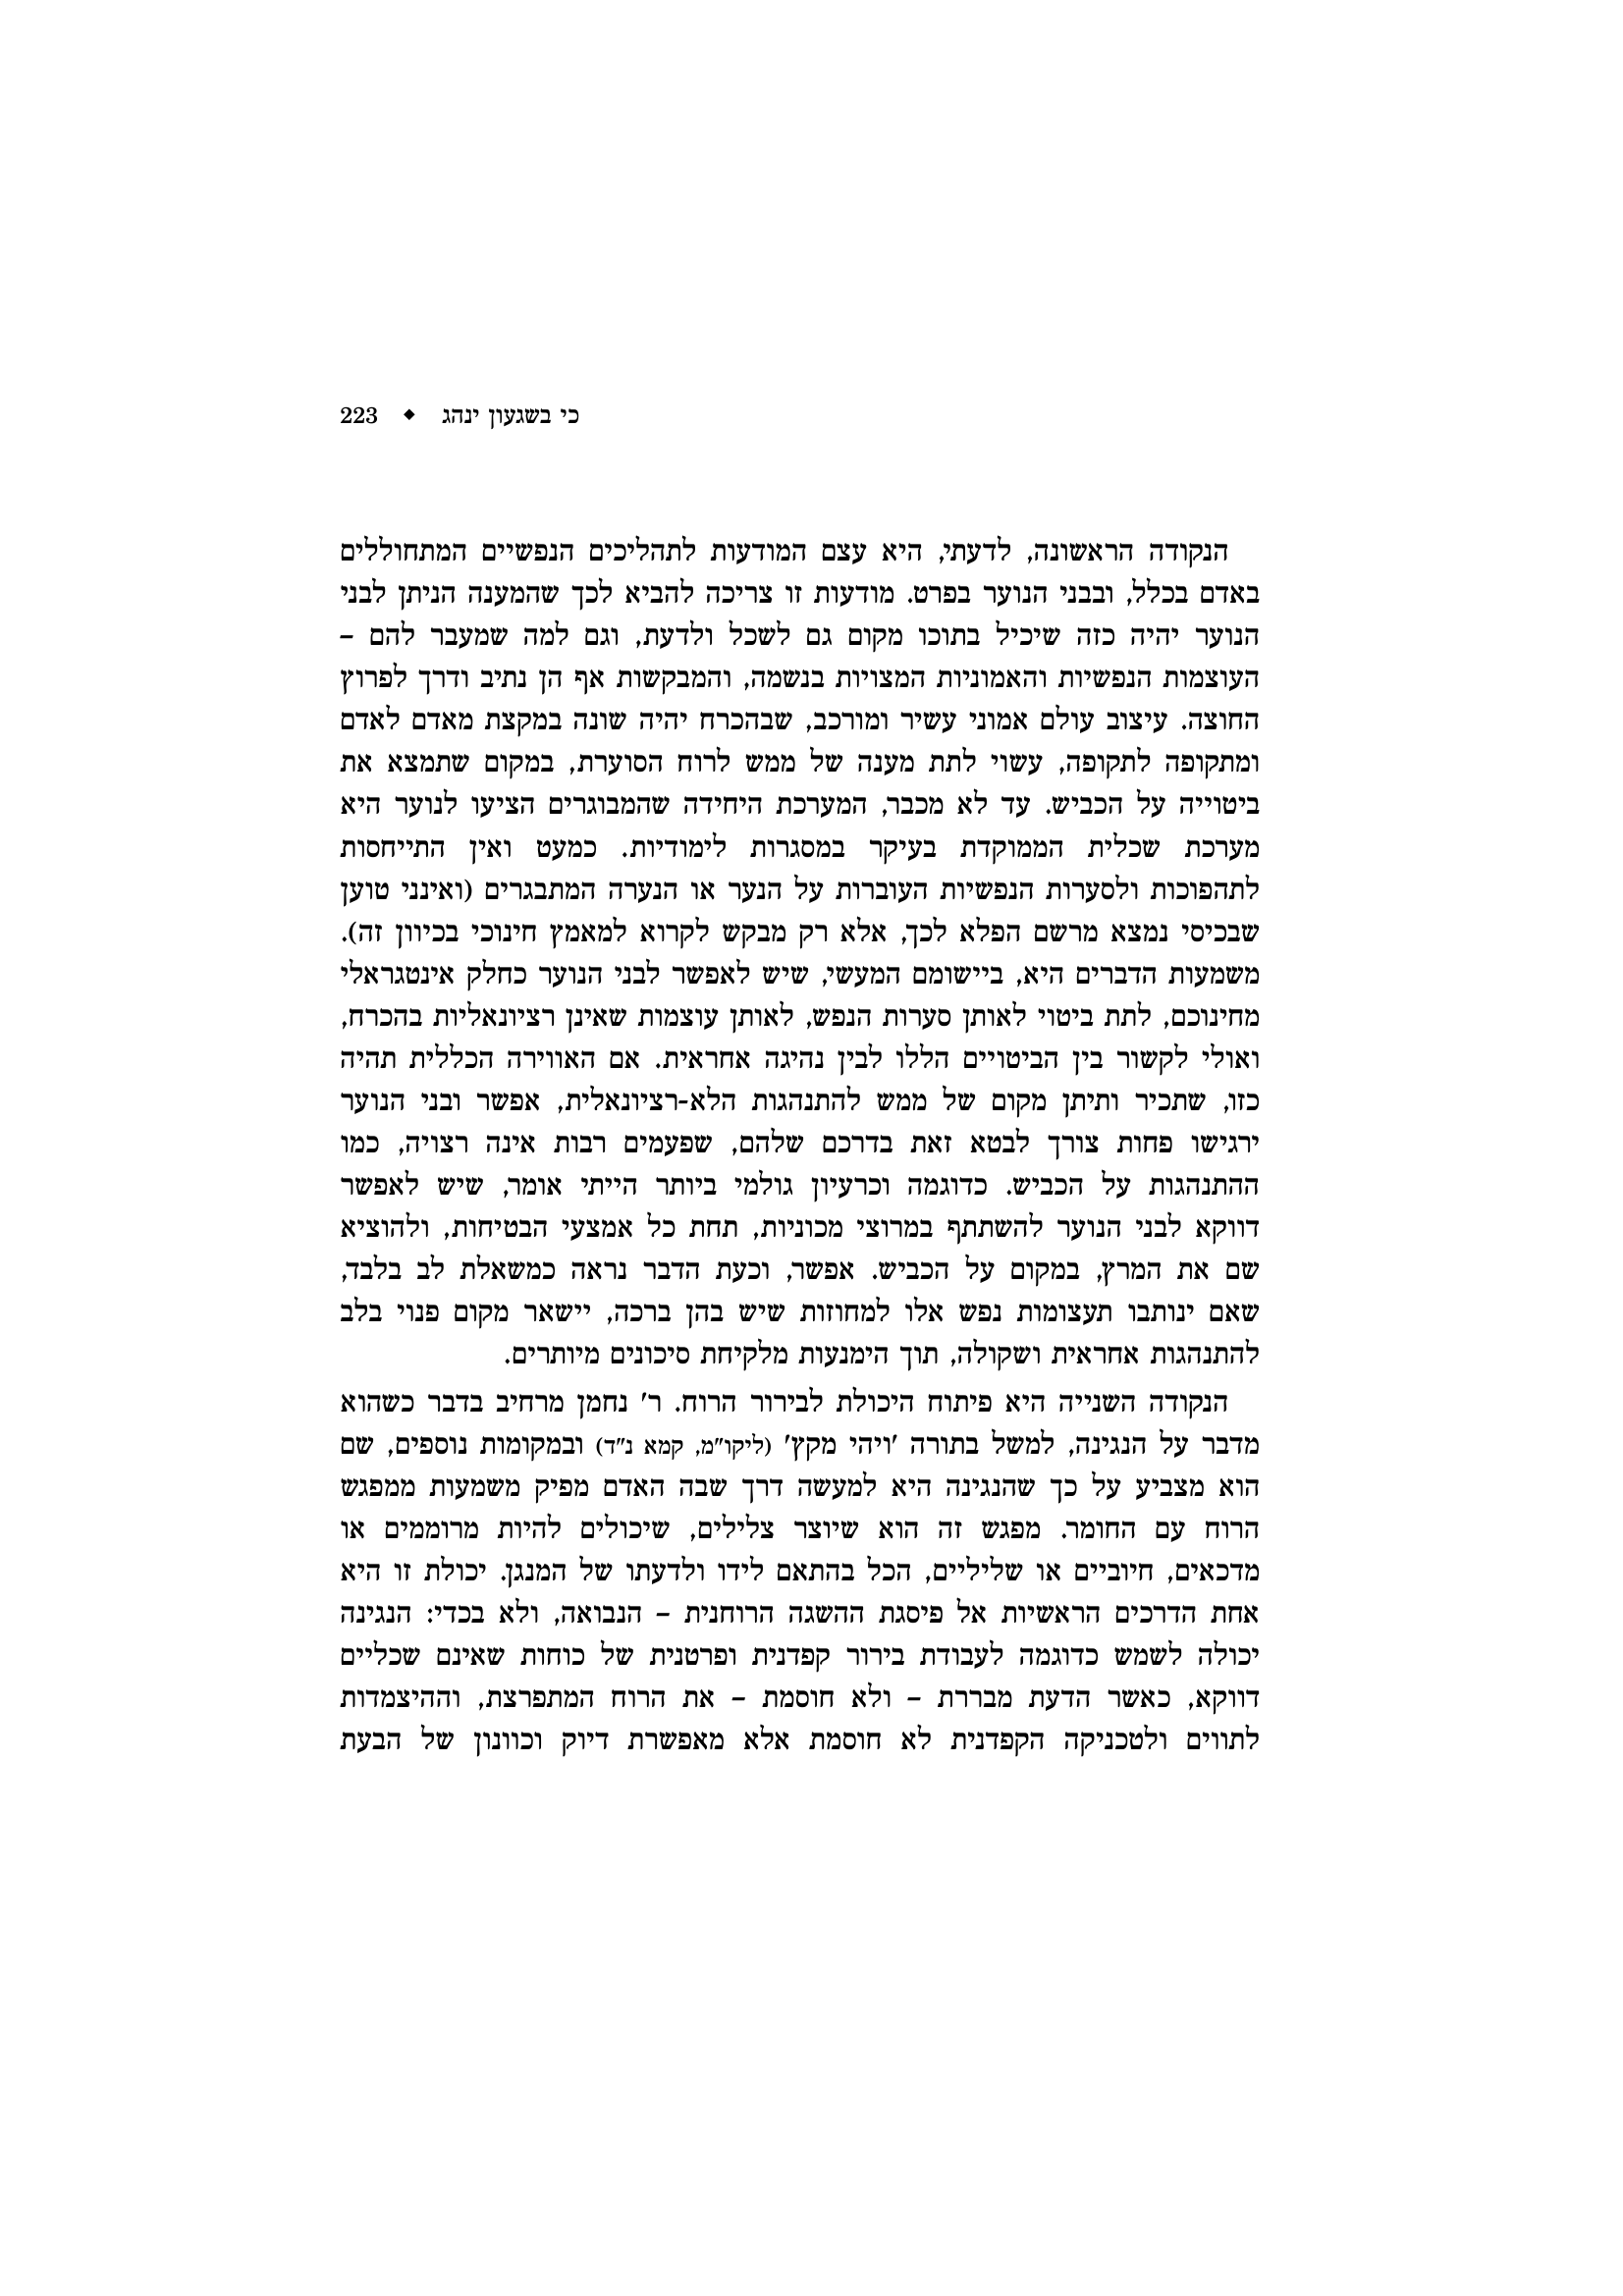 כי בשגעון ינהג ◆ 223
הנקודה הראשונה, לדעתי, היא עצם המודעות לתהליכים הנפשיים המתחוללים
באדם בכלל, ובבני הנוער בפרט. מודעות זו צריכה להביא לכך שהמענה הניתן לבני
הנוער יהיה כזה שיכיל בתוכו מקום גם לשכל ולדעת, וגם למה שמעבר להם –
העוצמות הנפשיות והאמוניות המצויות בנשמה, והמבקשות אף הן נתיב ודרך לפרוץ
החוצה. עיצוב עולם אמוני עשיר ומורכב, שבהכרח יהיה שונה במקצת מאדם לאדם
ומתקופה לתקופה, עשוי לתת מענה של ממש לרוח הסוערת, במקום שתמצא את
ביטוייה על הכביש. עד לא מכבר, המערכת היחידה שהמבוגרים הציעו לנוער היא
מערכת שכלית הממוקדת בעיקר במסגרות לימודיות. כמעט ואין התייחסות
לתהפוכות ולסערות הנפשיות העוברות על הנער או הנערה המתבגרים (ואינני טוען
שבכיסי נמצא מרשם הפלא לכך, אלא רק מבקש לקרוא למאמץ חינוכי בכיוון זה).
משמעות הדברים היא, ביישומם המעשי, שיש לאפשר לבני הנוער כחלק אינטגראלי
מחינוכם, לתת ביטוי לאותן סערות הנפש, לאותן עוצמות שאינן רציונאליות בהכרח,
ואולי לקשור בין הביטויים הללו לבין נהיגה אחראית. אם האווירה הכללית תהיה
כזו, שתכיר ותיתן מקום של ממש להתנהגות הלא-רציונאלית, אפשר ובני הנוער
ירגישו פחות צורך לבטא זאת בדרכם שלהם, שפעמים רבות אינה רצויה, כמו
ההתנהגות על הכביש. כדוגמה וכרעיון גולמי ביותר הייתי אומר, שיש לאפשר
דווקא לבני הנוער להשתתף במרוצי מכוניות, תחת כל אמצעי הבטיחות, ולהוציא
שם את המרץ, במקום על הכביש. אפשר, וכעת הדבר נראה כמשאלת לב בלבד,
שאם ינותבו תעצומות נפש אלו למחוזות שיש בהן ברכה, יישאר מקום פנוי בלב
להתנהגות אחראית ושקולה, תוך הימנעות מלקיחת סיכונים מיותרים.
הנקודה השנייה היא פיתוח היכולת לבירור הרוח. ר' נחמן מרחיב בדבר כשהוא
מדבר על הנגינה, למשל בתורה 'ויהי מקץ' (ליקו"מ, קמא נ"ד) ובמקומות נוספים, שם
הוא מצביע על כך שהנגינה היא למעשה דרך שבה האדם מפיק משמעות ממפגש
הרוח עם החומר. מפגש זה הוא שיוצר צלילים, שיכולים להיות מרוממים או
מדכאים, חיוביים או שליליים, הכל בהתאם לידו ולדעתו של המנגן. יכולת זו היא
אחת הדרכים הראשיות אל פיסגת ההשגה הרוחנית – הנבואה, ולא בכדי: הנגינה
יכולה לשמש כדוגמה לעבודת בירור קפדנית ופרטנית של כוחות שאינם שכליים
דווקא, כאשר הדעת מבררת – ולא חוסמת – את הרוח המתפרצת, וההיצמדות
לתווים ולטכניקה הקפדנית לא חוסמת אלא מאפשרת דיוק וכוונון של הבעת